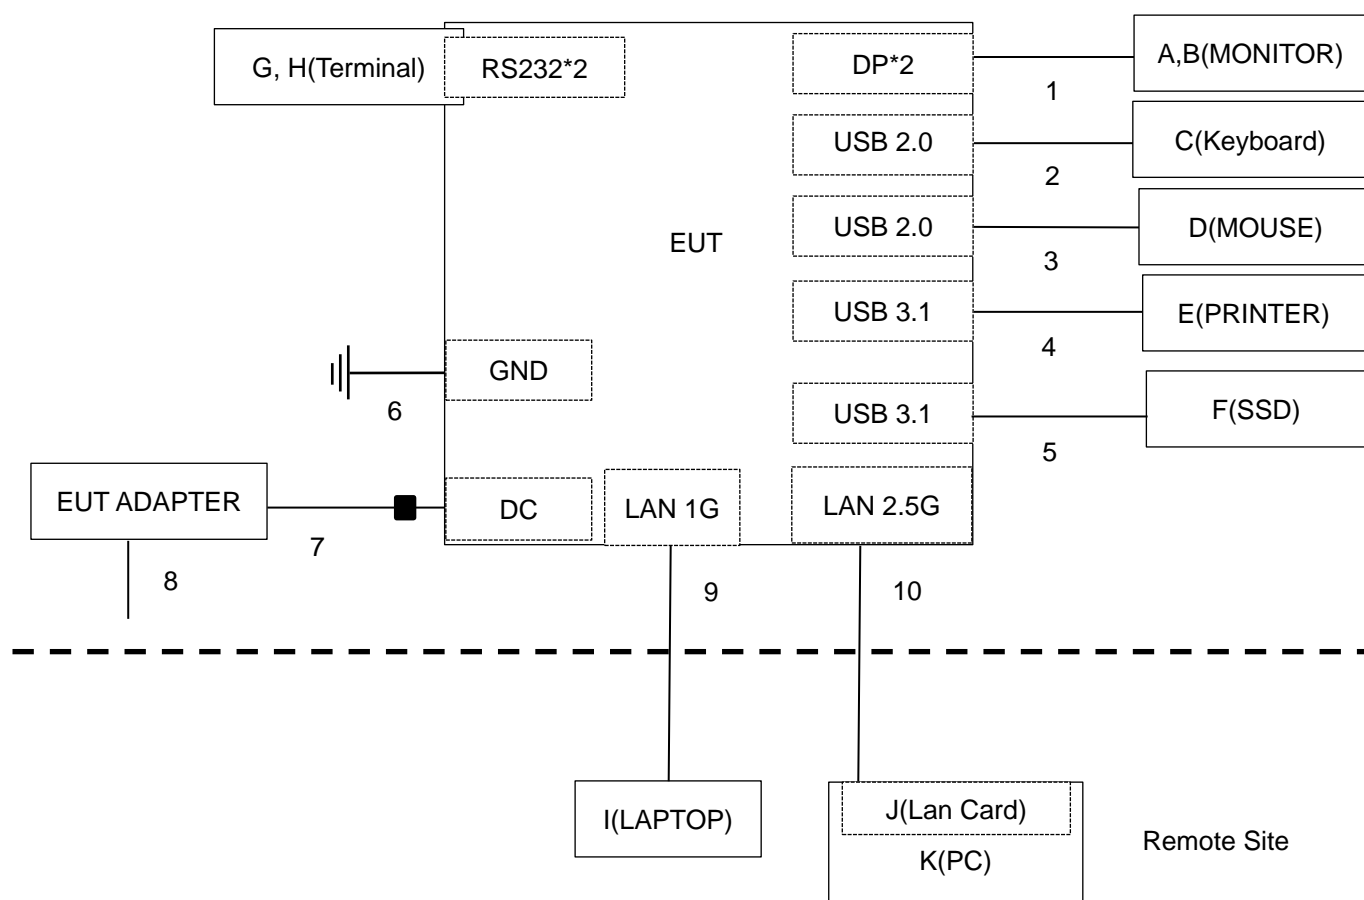 G, H(Terminal)
RS232*2
DP*2
1
A,B(MONITOR)
USB 2.0
2
C(Keyboard)
EUT
USB 2.0
3
D(MOUSE)
USB 3.1
4
E(PRINTER)
GND
6
USB 3.1
5
F(SSD)
EUT ADAPTER
7
8
DC
LAN 1G
LAN 2.5G
9
10
I(LAPTOP)
J(Lan Card)
K(PC)
Remote Site